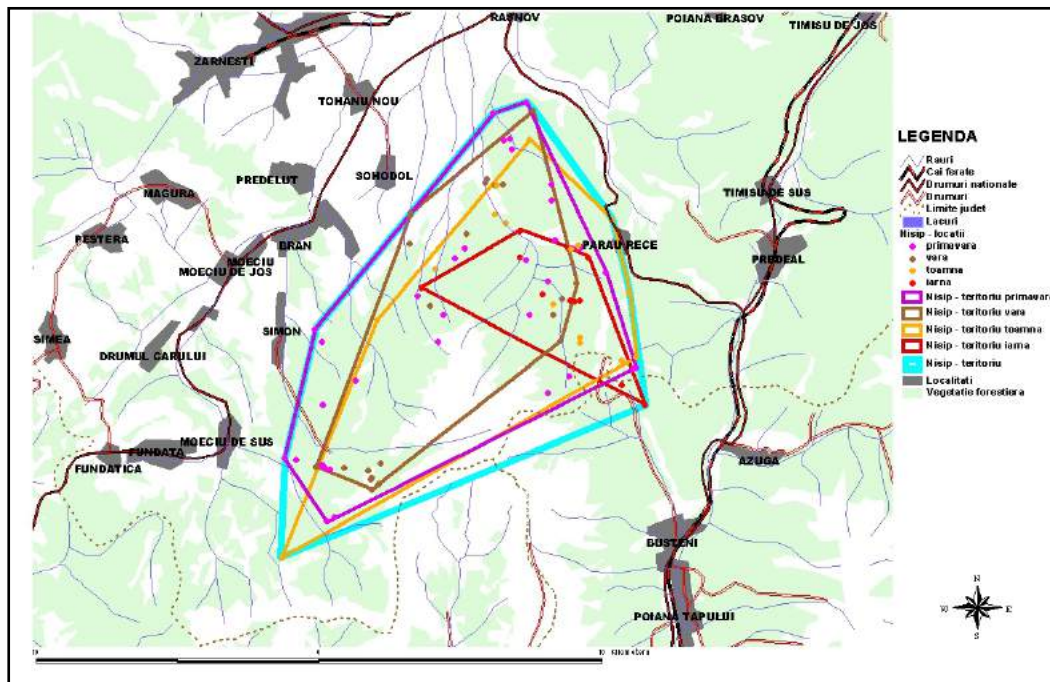 RASNOV
POIANA BRASOV
TIMISU DE JOS
ZARNESTI
TOHANU NOU
LEGENDA
Rauri
Cai ferate
Drumuri nationale
Drumuri
Limite judet
Lacuri
Nisip - locatii
primavara
vara
toamna
iarna
Nisip - teritoriu primavara
Nisip - teritoriu vara
Nisip - teritoriu toamna
Nisip - teritoriu iarna
Nisip - teritoriu
Localitati
Vegetatie forestiera
SOHODOL
PREDELUT
MAGURA
TIMISU DE SUS
PESTERA
BRAN
PARAU RECE
MOECIU
MOECIU DE JOS
PREDEAL
SIMON
SIMEA
DRUMUL CARULUI
MOECIU DE SUS
FUNDATA
FUNDATICA
AZUGA
BUSTENI
POIANA TAPULUI
N
W
E
S